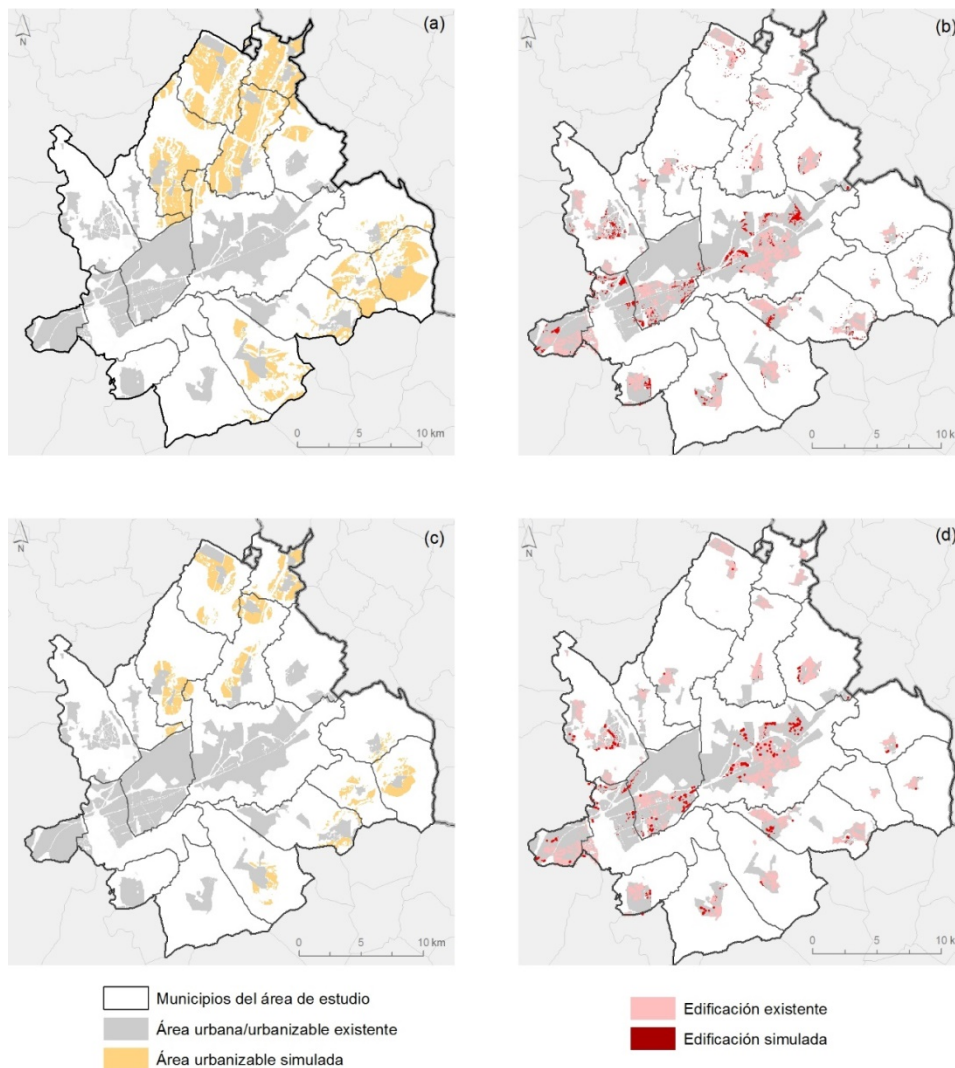 (a)
N
0 5 10 km
(b)
N
0 5 10 k
(c)
N
0 5 10 km
(d)
N
0 5 10 k
Municipios del área de estudio
Área urbana/urbanizable existente
Área urbanizable simulada
Edificación existente
Edificación simulada